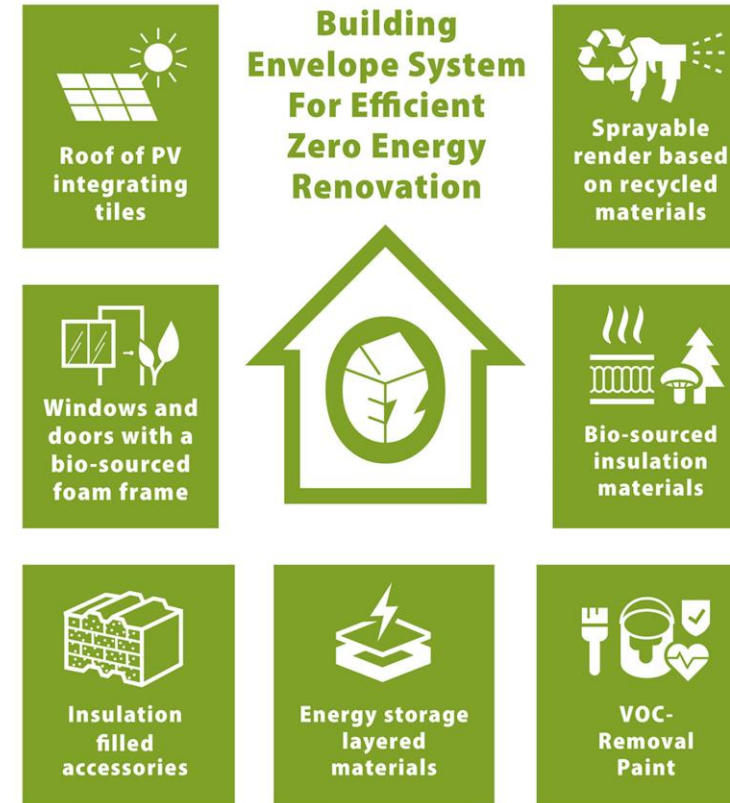 Building
Envelope System
For Efficient
Zero Energy
Renovation
Roof of PV
integrating
tiles
Sprayable
render based
on recycled
materials
Windows and
doors with a
bio-sourced
foam frame
Bio-sourced
insulation
materials
Insulation
filled
accessories
Energy storage
layered
materials
VOC-
Removal
Paint